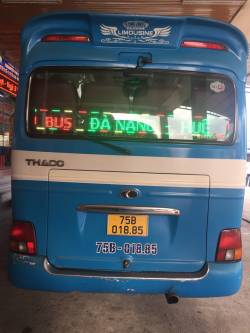 LIMOUSINE
BUS ĐÀ NẴNG HUẾ
THACO
75B
018.85
75B-018.85